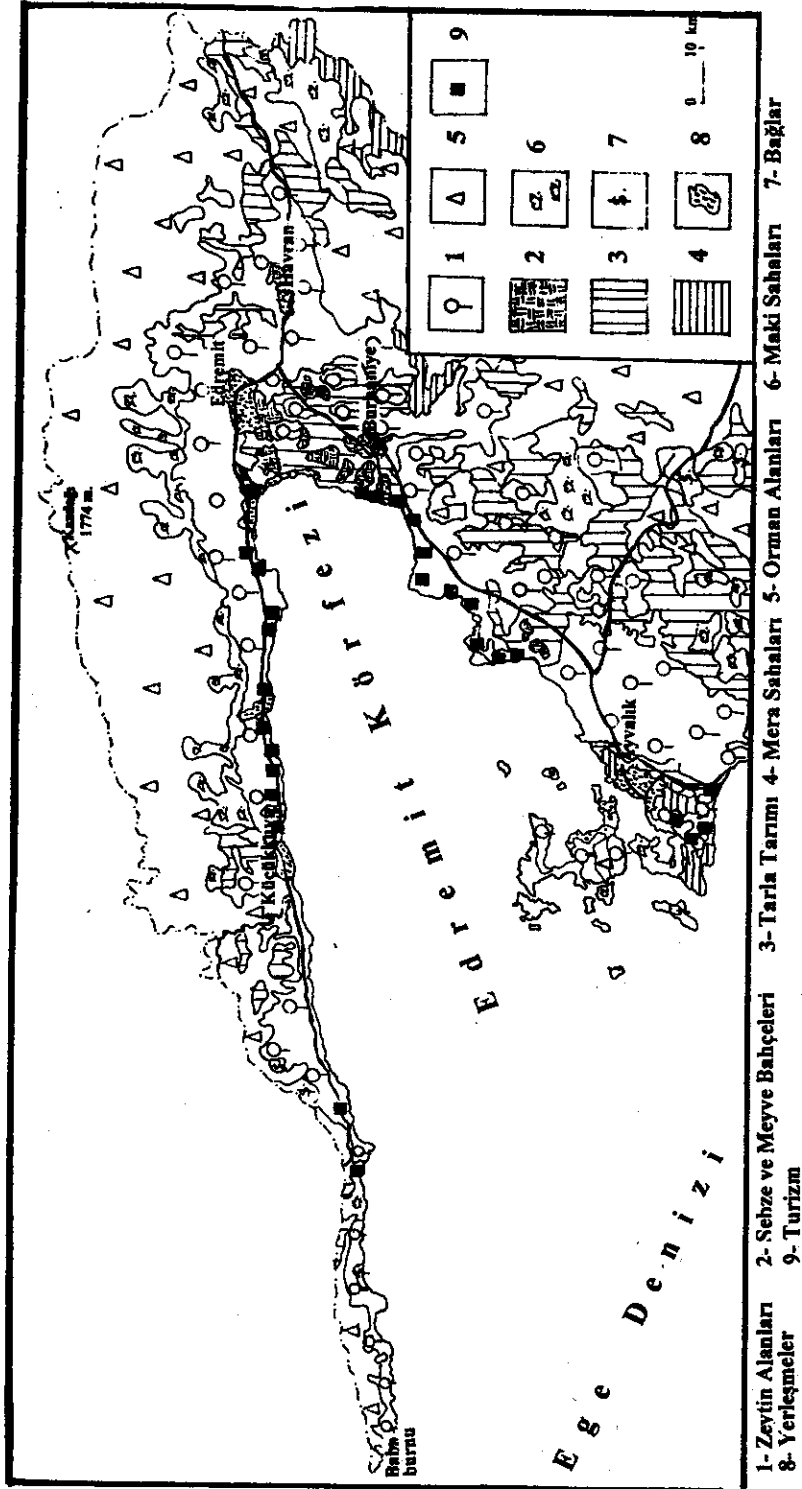 Kazdağı
1774 m.
Edremit
Havran
Burhaniye
Küçükkuyu
Edremit Körfezi
Ayvalık
Baba
burnu
Ege Denizi
1 5 9
2 6
3 7
4 8
0 10 km
1- Zeytin Alanları 2- Sebze ve Meyve Bahçeleri 3- Tarla Tarımı 4- Mera Sahaları 5- Orman Alanları 6- Maki Sahaları 7- Bağlar
8- Yerleşmeler 9- Turizm